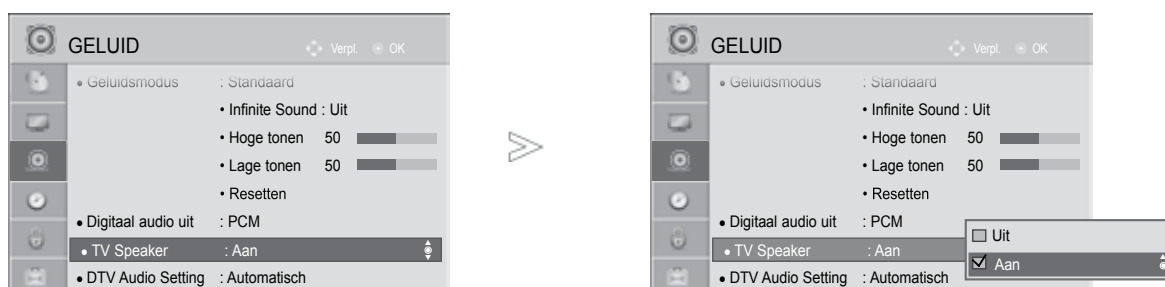 GELUID Verpl. OK
• Geluidsmodus : Standaard
• Infinite Sound : Uit
• Hoge tonen 50
• Lage tonen 50
• Resetten
• Digitaal audio uit : PCM
• TV Speaker : Aan
• DTV Audio Setting : Automatisch
GELUID Verpl. OK
• Geluidsmodus : Standaard
• Infinite Sound : Uit
• Hoge tonen 50
• Lage tonen 50
• Resetten
• Digitaal audio uit : PCM
• TV Speaker : Aan
• DTV Audio Setting : Automatisch
Uit
Aan